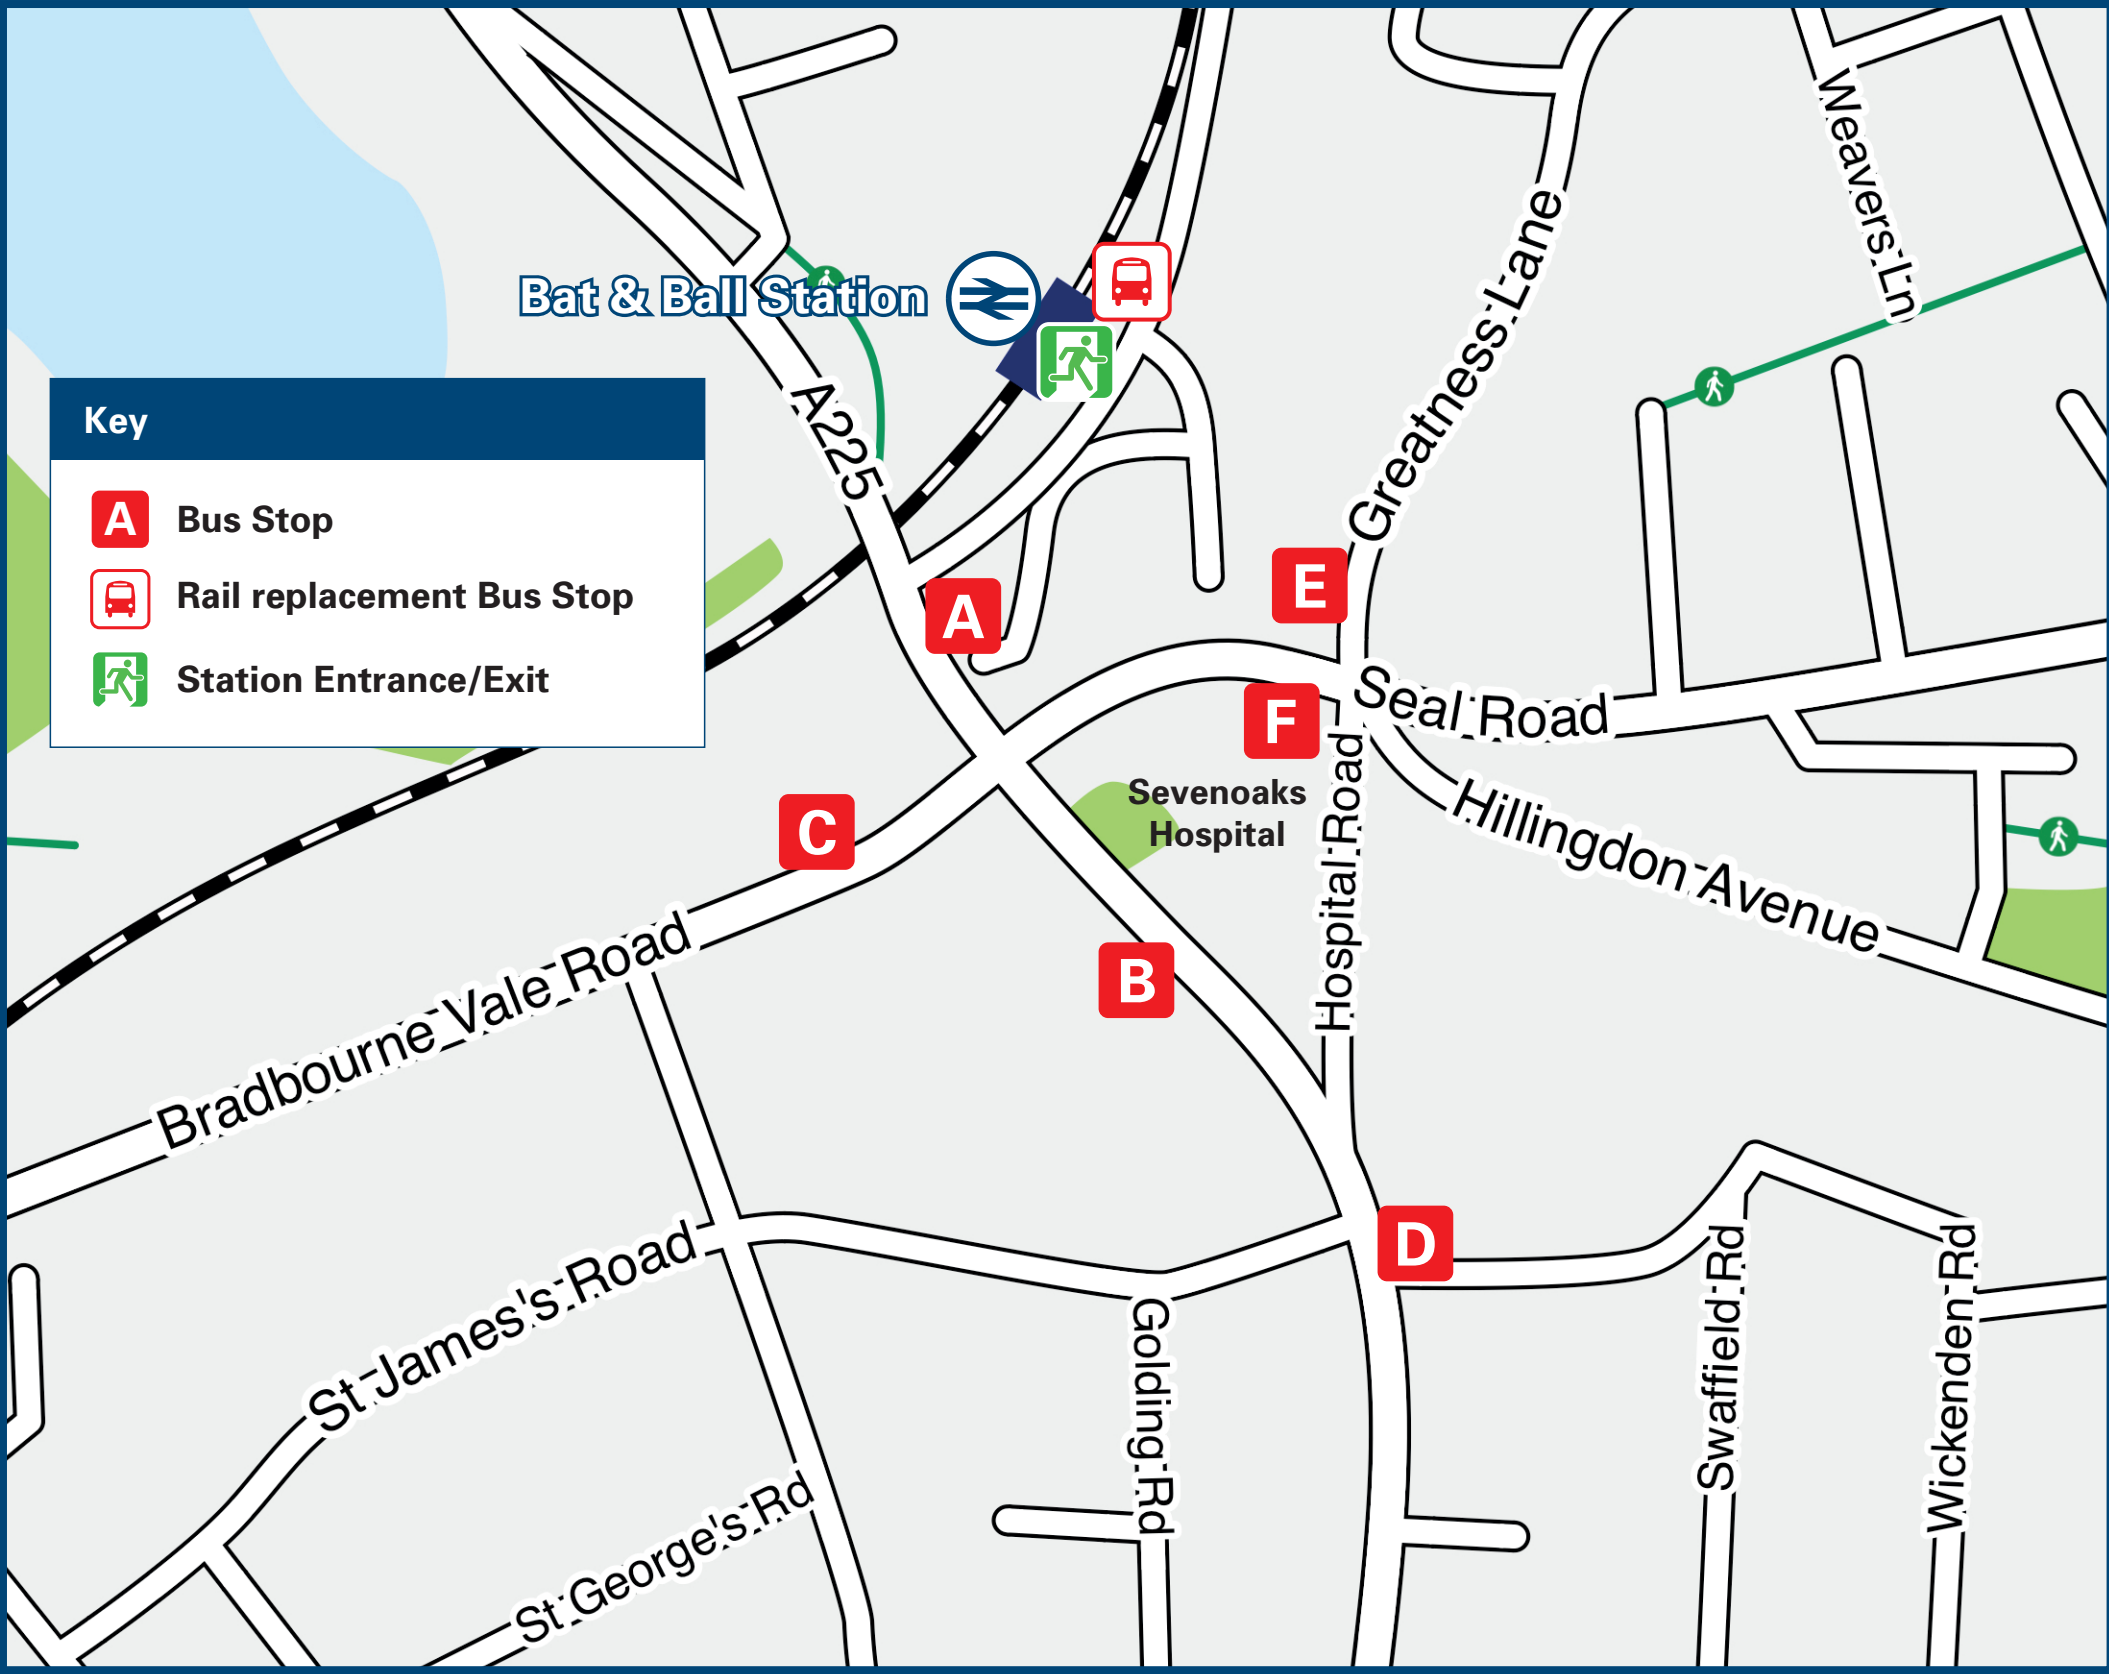 Weavers Ln
Bat & Ball Station
Greatness Lane
A225
Key
A Bus Stop
Rail replacement Bus Stop
Station Entrance/Exit
E
A
Seal Road
F
Hospital Road
Sevenoaks
Hospital
C
Hillingdon Avenue
B
Bradbourne Vale Road
D
St James's Road
Golding Rd
Swaffield Rd
Wickenden Rd
St George's Rd